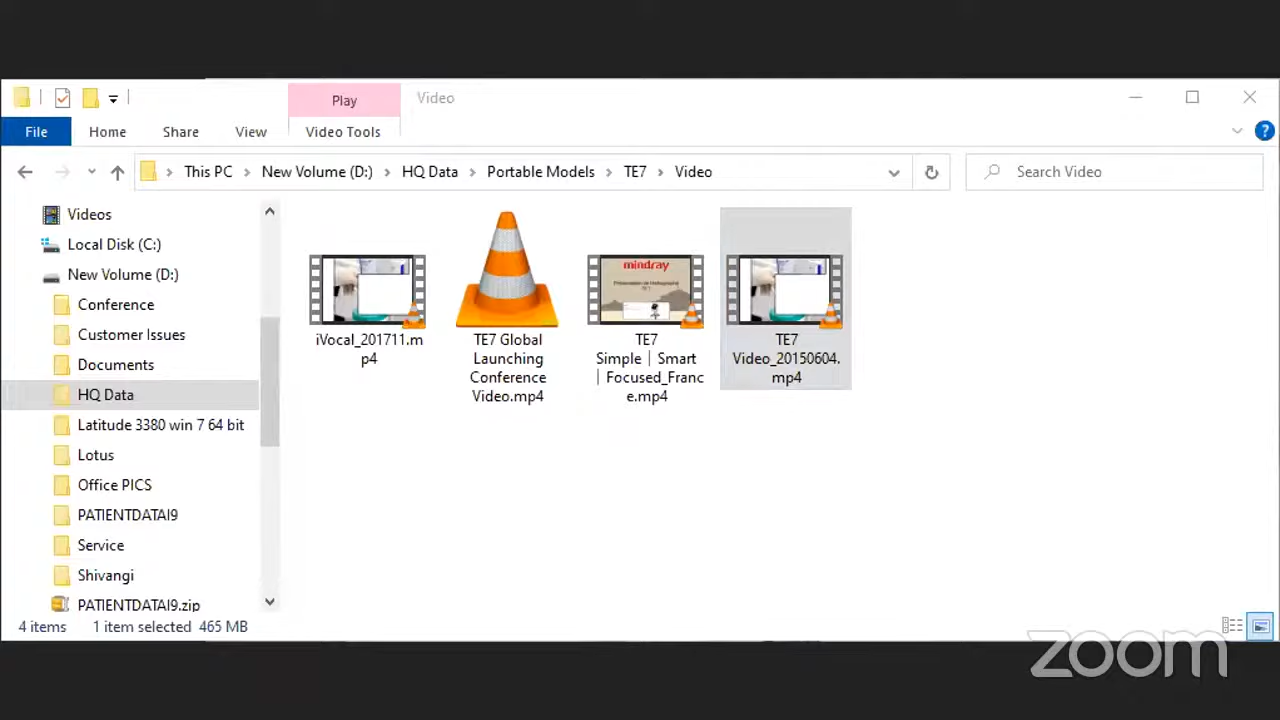 Play
Video
File
Home
Share
View
Video Tools
This PC
New Volume (D:)
HQ Data
Portable Models
TE7
Video
Search Video
Videos
Local Disk (C:)
New Volume (D:)
Conference
Customer Issues
Documents
HQ Data
Latitude 3380 win 7 64 bit
Lotus
Office PICS
PATIENTDATAI9
Service
Shivangi
PATIENTDATAI9.zip
iVocal_201711.m
p4
TE7 Global
Launching
Conference
Video.mp4
mindray
TE7
Simple｜Smart
｜Focused_Franc
e.mp4
TE7
Video_20150604.
mp4
4 items
1 item selected 465 MB
zoom